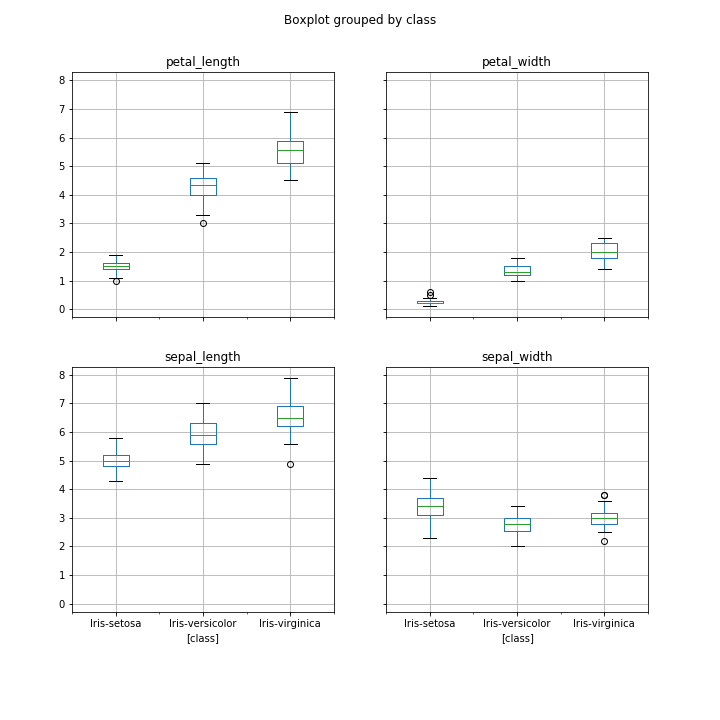 Boxplot grouped by class
petal_length
petal_width
8
7
6
5
4
3
2
1
0
sepal_length
sepal_width
8
7
6
5
4
3
2
1
0
Iris-setosa Iris-versicolor Iris-virginica
[class]
Iris-setosa Iris-versicolor Iris-virginica
[class]